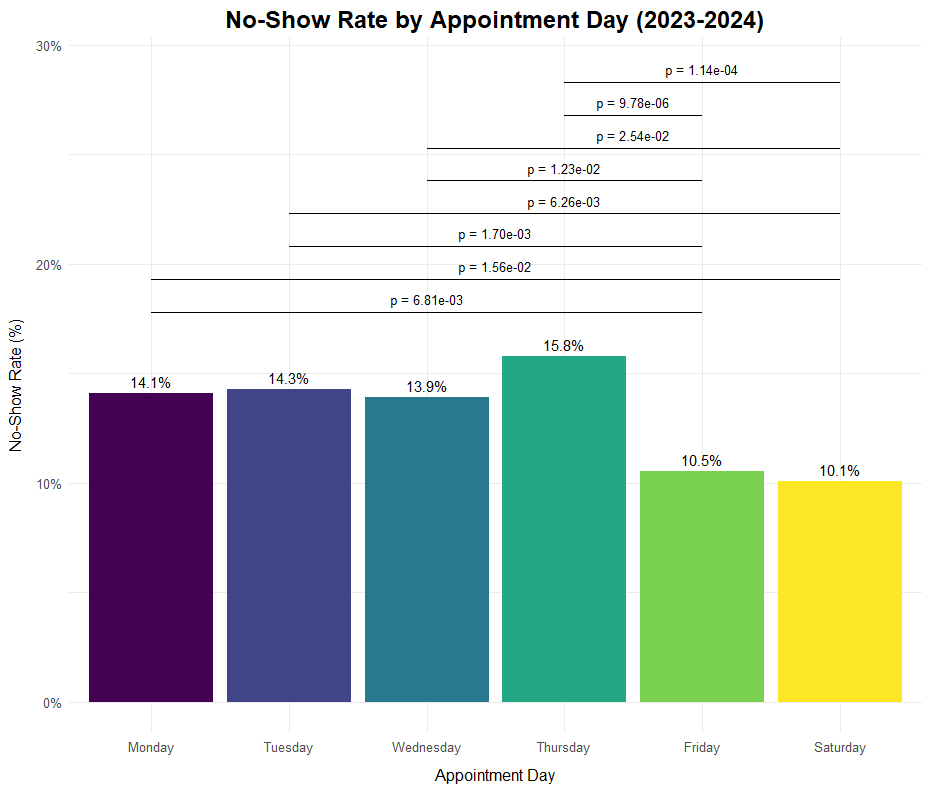 No-Show Rate by Appointment Day (2023-2024)
30%
p = 1.14e-04
p = 9.78e-06
p = 2.54e-02
p = 1.23e-02
p = 6.26e-03
p = 1.70e-03
20%
p = 1.56e-02
p = 6.81e-03
No-Show Rate (%)
15.8%
14.1%
14.3%
13.9%
10.5%
10.1%
10%
0%
Monday
Tuesday
Wednesday
Thursday
Friday
Saturday
Appointment Day